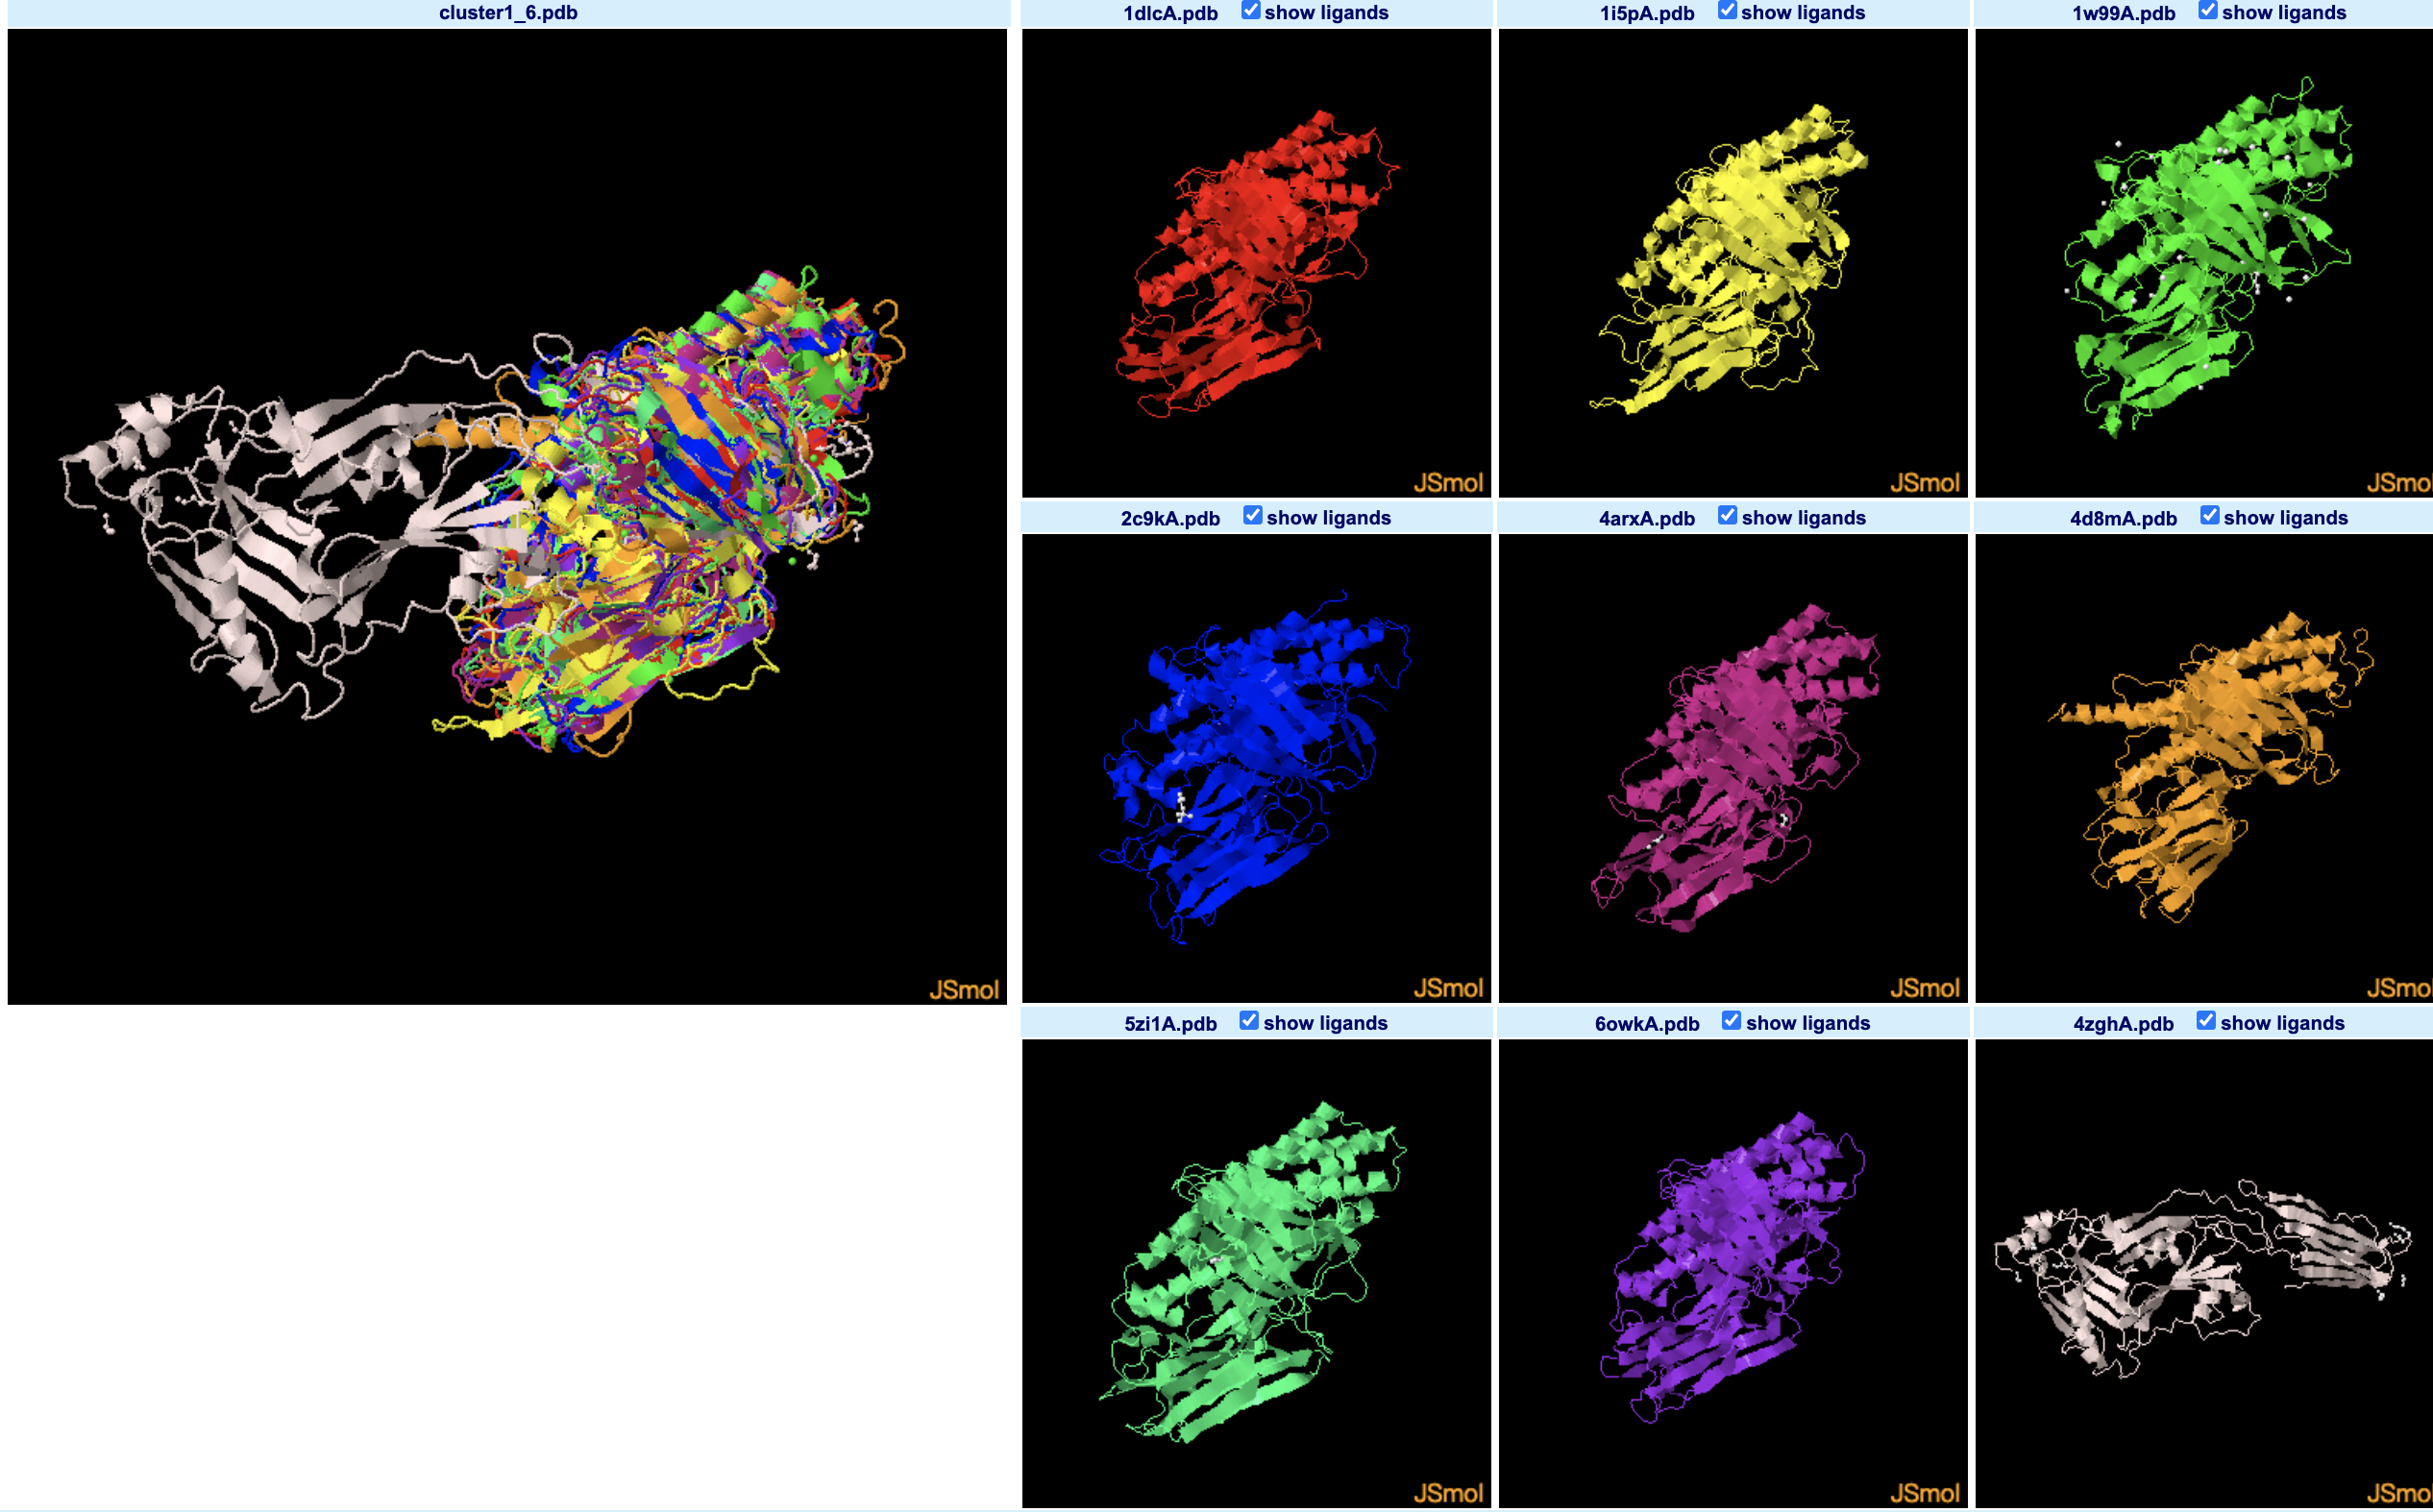 cluster1_6.pdb
1dlcA.pdb show ligands
1i5pA.pdb show ligands
1w99A.pdb show ligands
JSmol
JSmol
JSmo
2c9kA.pdb show ligands
4arxA.pdb show ligands
4d8mA.pdb show ligands
JSmol
JSmol
JSmol
JSmo
5zi1A.pdb show ligands
6owkA.pdb show ligands
4zghA.pdb show ligands
JSmol
JSmol
JSmo